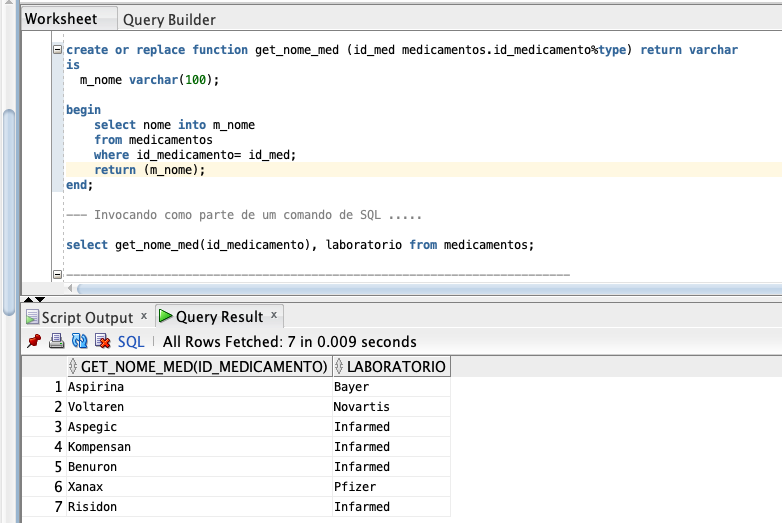 Worksheet Query Builder
create or replace function get_nome_med (id_med medicamentos.id_medicamento%type) return varchar
is
m_nome varchar(100);
begin
select nome into m_nome
from medicamentos
where id_medicamento= id_med;
return (m_nome);
end;
--- Invocando como parte de um comando de SQL .....
select get_nome_med(id_medicamento), laboratorio from medicamentos;
------------------------------------------------------------------------
Script Output x Query Result x
SQL | All Rows Fetched: 7 in 0.009 seconds
GET_NOME_MED(ID_MEDICAMENTO) LABORATORIO
1 Aspirina Bayer
2 Voltaren Novartis
3 Aspegic Infarmed
4 Kompensan Infarmed
5 Benuron Infarmed
6 Xanax Pfizer
7 Risidon Infarmed